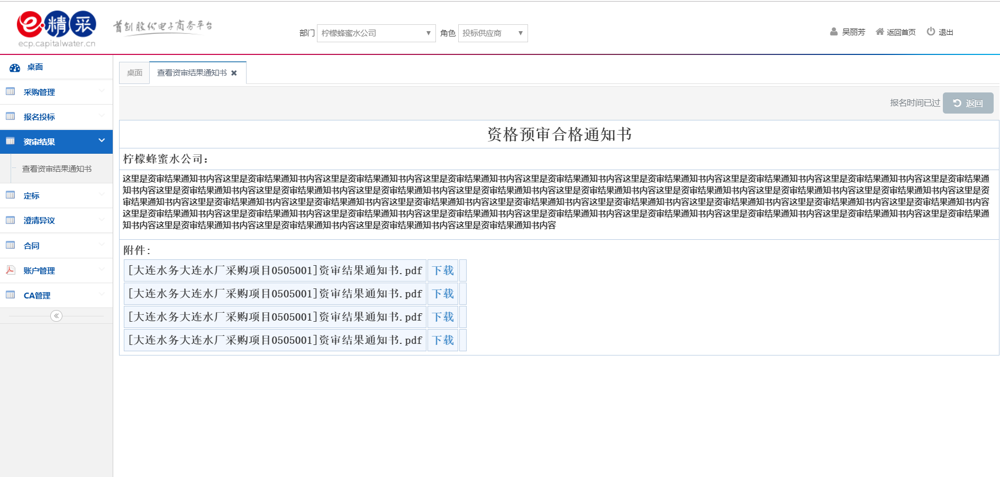 e精采
ecp.capitalwater.cn
首创股份电子商务平台
部门 柠檬蜂蜜水公司 角色 投标供应商
吴丽芳 返回首页 退出
桌面
采购管理
报名投标
资审结果
查看资审结果通知书
定标
澄清异议
合同
账户管理
CA管理
桌面 查看资审结果通知书
报名时间已过 返回
资格预审合格通知书
柠檬蜂蜜水公司：
这里是资审结果通知书内容这里是资审结果通知书内容这里是资审结果通知书内容这里是资审结果通知书内容这里是资审结果通知书内容这里是资审结果通知书内容这里是资审结果通知书内容这里是资审结果通知书内容这里是资审结果通
知书内容这里是资审结果通知书内容这里是资审结果通知书内容这里是资审结果通知书内容这里是资审结果通知书内容这里是资审结果通知书内容这里是资审结果通知书内容这里是资审结果通知书内容这里是资审结果通知书内容这里是资
审结果通知书内容这里是资审结果通知书内容这里是资审结果通知书内容这里是资审结果通知书内容这里是资审结果通知书内容这里是资审结果通知书内容这里是资审结果通知书内容这里是资审结果通知书内容这里是资审结果通知书内容
这里是资审结果通知书内容这里是资审结果通知书内容这里是资审结果通知书内容这里是资审结果通知书内容这里是资审结果通知书内容这里是资审结果通知书内容这里是资审结果通知书内容这里是资审结果通知书内容这里是资审结果通
知书内容这里是资审结果通知书内容这里是资审结果通知书内容这里是资审结果通知书内容这里是资审结果通知书内容
附件：
[大连水务大连水厂采购项目0505001]资审结果通知书.pdf 下载
[大连水务大连水厂采购项目0505001]资审结果通知书.pdf 下载
[大连水务大连水厂采购项目0505001]资审结果通知书.pdf 下载
[大连水务大连水厂采购项目0505001]资审结果通知书.pdf 下载